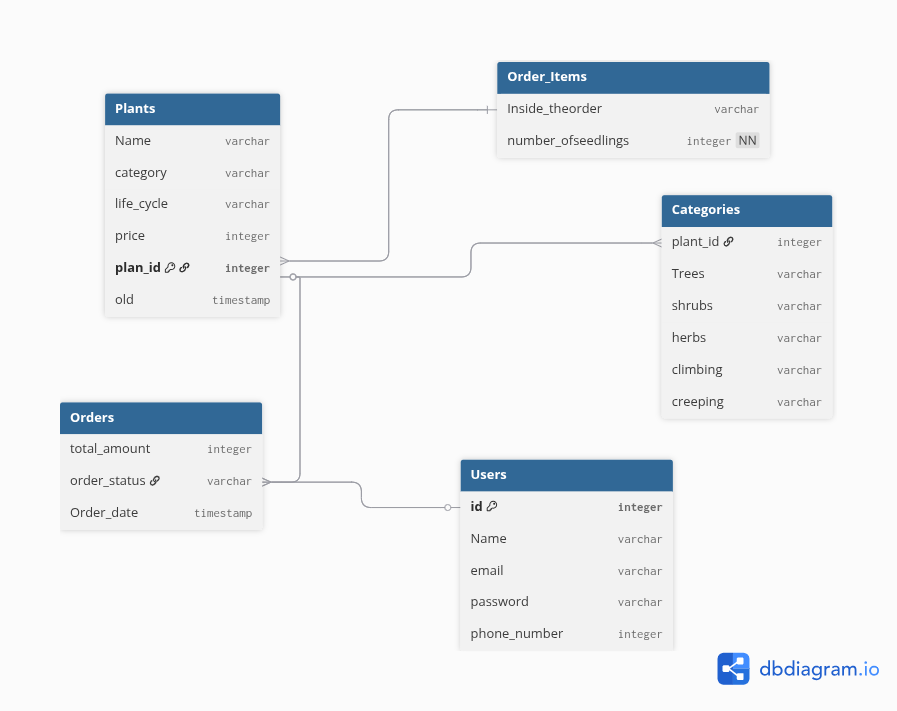 Order_Items
Inside_theorder varchar
number_ofseedlings integer NN
Plants
Name varchar
category varchar
life_cycle varchar
price integer
plan_id integer
old timestamp
Categories
plant_id integer
Trees varchar
shrubs varchar
herbs varchar
climbing varchar
creeping varchar
Orders
total_amount integer
order_status varchar
Order_date timestamp
Users
id integer
Name varchar
email varchar
password varchar
phone_number integer
dbdiagram.io